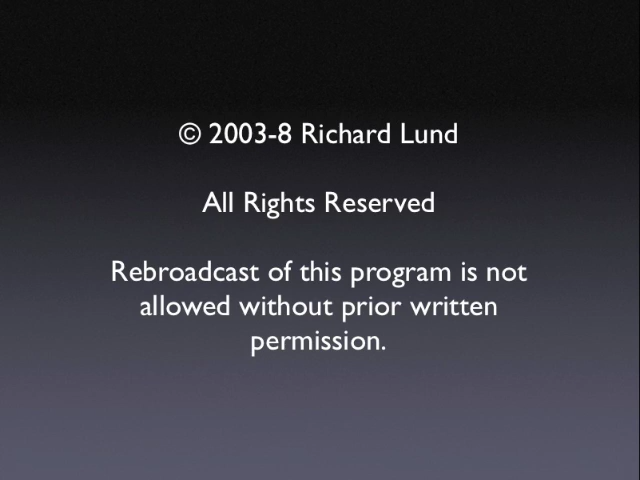 © 2003-8 Richard Lund
All Rights Reserved
Rebroadcast of this program is not
allowed without prior written
permission.